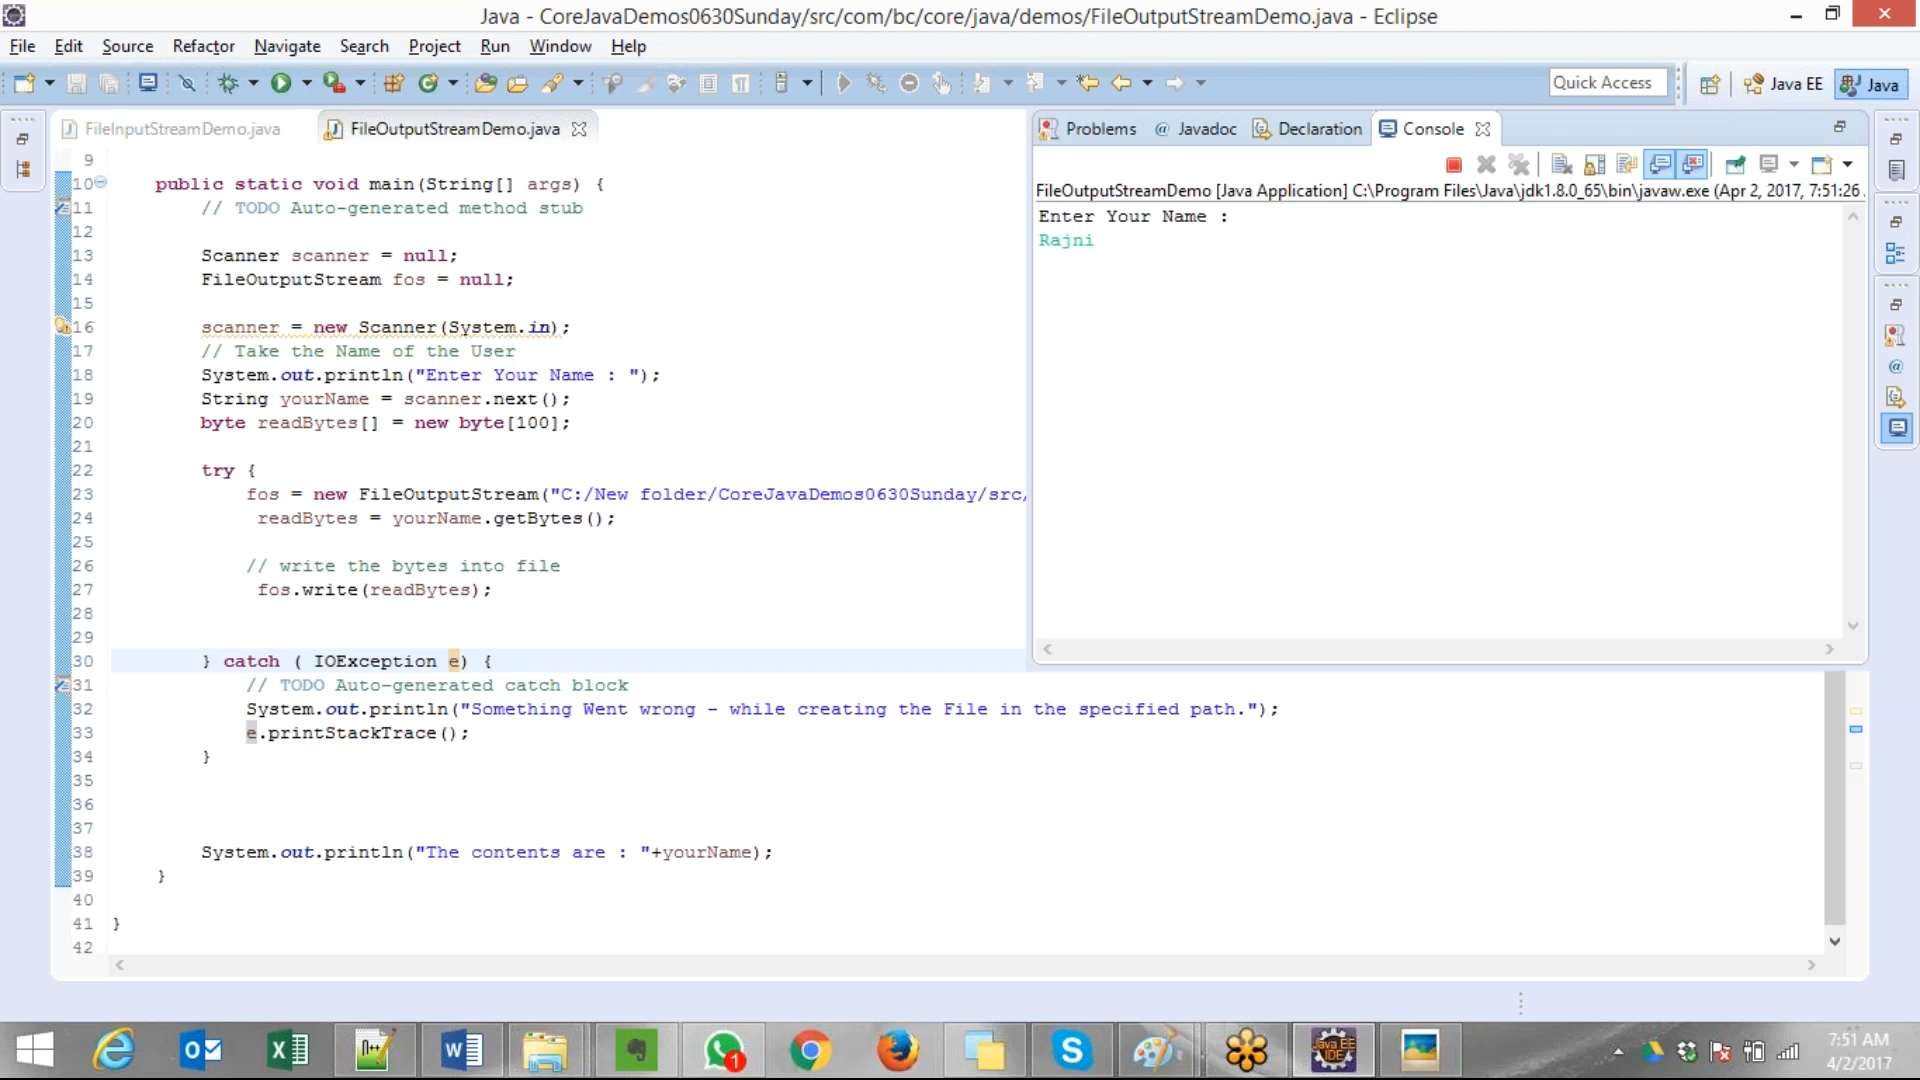 Java - CoreJavaDemos0630Sunday/src/com/bc/core/java/demos/FileOutputStreamDemo.java - Eclipse
File Edit Source Refactor Navigate Search Project Run Window Help
Quick Access Java EE Java
FileInputStreamDemo.java FileOutputStreamDemo.java
9
10 public static void main(String[] args) {
11 // TODO Auto-generated method stub
12
13 Scanner scanner = null;
14 FileOutputStream fos = null;
15
16 scanner = new Scanner(System.in);
17 // Take the Name of the User
18 System.out.println("Enter Your Name : ");
19 String yourName = scanner.next();
20 byte readBytes[] = new byte[100];
21
22 try {
23 fos = new FileOutputStream("C:/New folder/CoreJavaDemos0630Sunday/src,
24 readBytes = yourName.getBytes();
25
26 // write the bytes into file
27 fos.write(readBytes);
28
29
30 } catch ( IOException e) {
31 // TODO Auto-generated catch block
32 System.out.println("Something Went wrong - while creating the File in the specified path.");
33 e.printStackTrace();
34 }
35
36
37
38 System.out.println("The contents are : "+yourName);
39 }
40
41 }
42
Problems @ Javadoc Declaration Console
FileOutputStreamDemo [Java Application] C:\Program Files\Java\jdk1.8.0_65\bin\javaw.exe (Apr 2, 2017, 7:51:26
Enter Your Name :
Rajni
1
Java EE
IDE
7:51 AM
4/2/2017